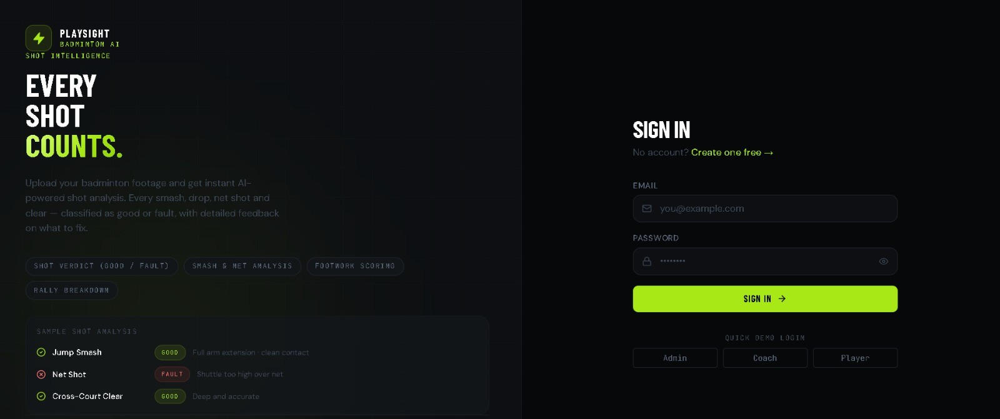 PLAYSIGHT
BADMINTON AI
SHOT INTELLIGENCE
EVERY
SHOT
COUNTS.
Upload your badminton footage and get instant AI-
powered shot analysis. Every smash, drop, net shot and
clear — classified as good or fault, with detailed feedback
on what to fix.
SHOT VERDICT (GOOD / FAULT)
SMASH & NET ANALYSIS
FOOTWORK SCORING
RALLY BREAKDOWN
SAMPLE SHOT ANALYSIS
Jump Smash GOOD Full arm extension · clean contact
Net Shot FAULT Shuttle too high over net
Cross-Court Clear GOOD Deep and accurate
SIGN IN
No account? Create one free →
EMAIL
you@example.com
PASSWORD
••••••••
SIGN IN →
QUICK DEMO LOGIN
Admin
Coach
Player